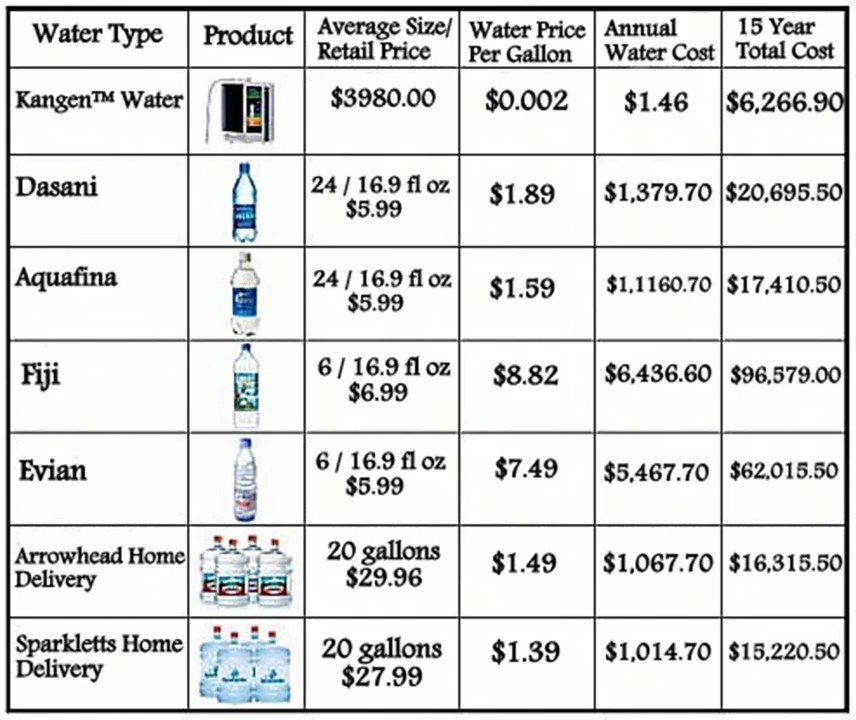 Water Type Product Average Size/ Retail Price Water Price Per Gallon Annual Water Cost 15 Year Total Cost
Kangen™ Water $3980.00 $0.002 $1.46 $6,266.90
Dasani 24 / 16.9 fl oz $5.99 $1.89 $1,379.70 $20,695.50
Aquafina 24 / 16.9 fl oz $5.99 $1.59 $1,1160.70 $17,410.50
Fiji 6 / 16.9 fl oz $6.99 $8.82 $6,436.60 $96,579.00
Evian 6 / 16.9 fl oz $5.99 $7.49 $5,467.70 $62,015.50
Arrowhead Home Delivery 20 gallons $29.96 $1.49 $1,067.70 $16,315.50
Sparkletts Home Delivery 20 gallons $27.99 $1.39 $1,014.70 $15,220.50